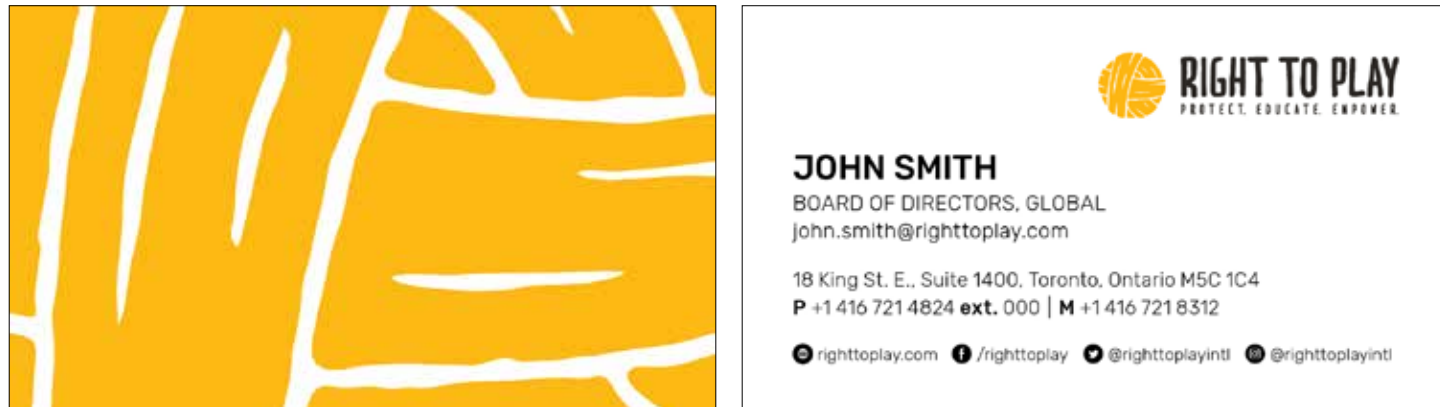 RIGHT TO PLAY
PROTECT. EDUCATE. EMPOWER.
JOHN SMITH
BOARD OF DIRECTORS, GLOBAL
john.smith@righttoplay.com
18 King St. E., Suite 1400, Toronto, Ontario M5C 1C4
P +1 416 721 4824 ext. 000 | M +1 416 721 8312
righttoplay.com /righttoplay @righttoplayintl @righttoplayintl